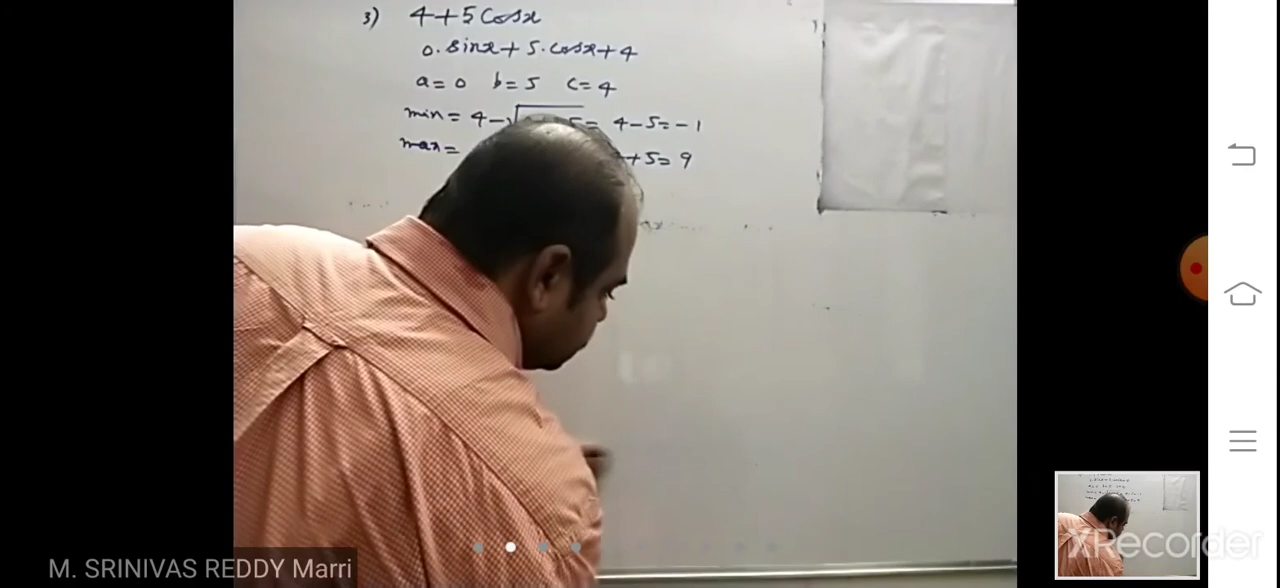 3) 4+5 Cosx
0. sinx + 5. cosx + 4
a = 0 b = 5 c = 4
min = 4 - √ 5 = 4 - 5 = -1
max = + 5 = 9
M. SRINIVAS REDDY Marri
XRecorder